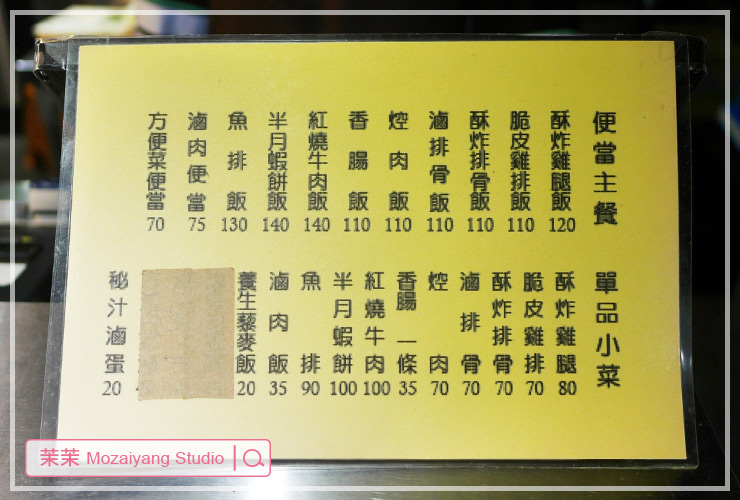 便當主餐
酥炸雞腿飯 120
脆皮雞排飯 110
酥炸排骨飯 110
滷排骨飯 110
焢肉飯 110
香腸飯 110
紅燒牛肉飯 140
半月蝦餅飯 140
魚排飯 130
滷肉便當 75
方便菜便當 70
單品小菜
酥炸雞腿 80
脆皮雞排 70
酥炸排骨 70
滷排骨 70
焢肉 70
香腸一條 35
紅燒牛肉 100
半月蝦餅 100
魚排 90
滷肉飯 35
養生藜麥飯 20
秘汁滷蛋 20
茉茉 Mozaiyang Studio